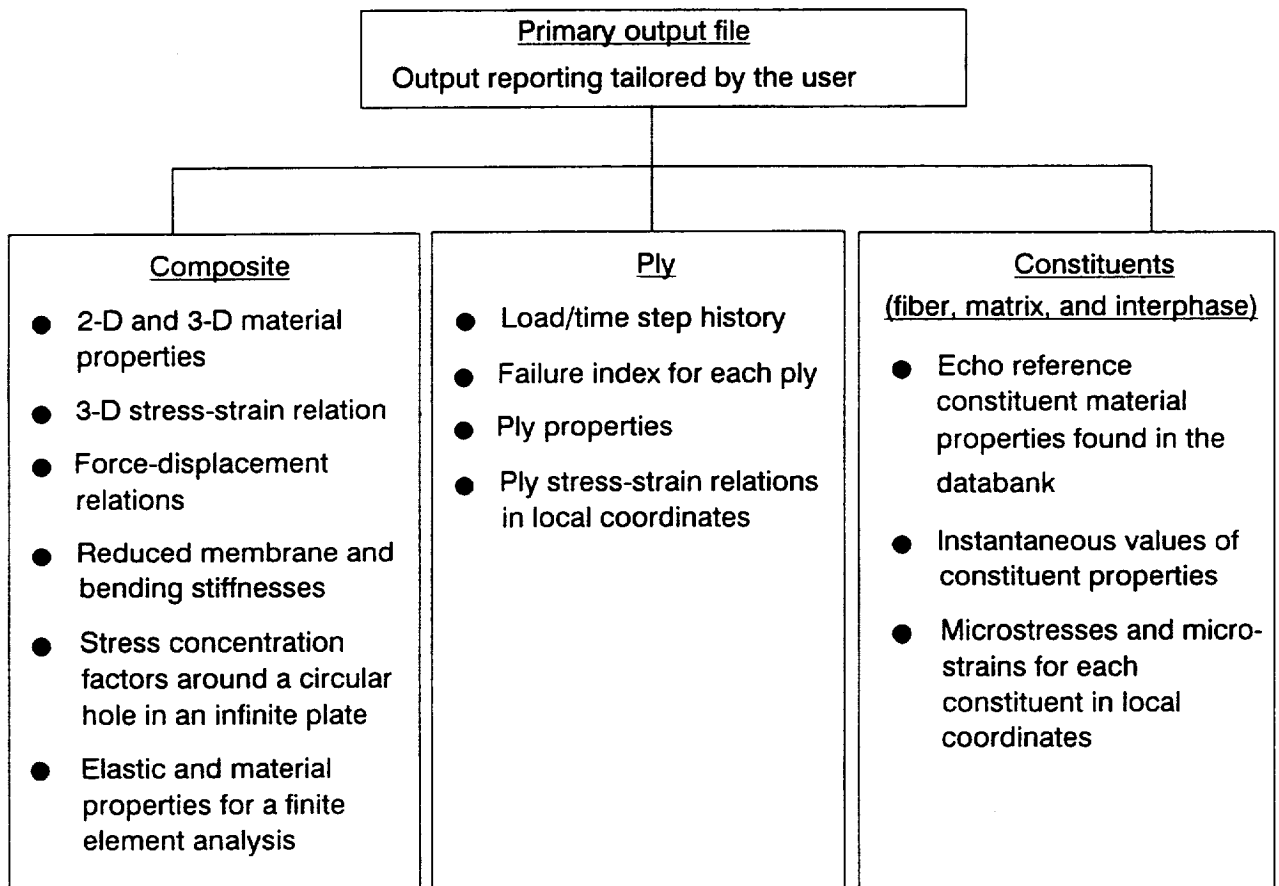 Primary output file
Output reporting tailored by the user
Composite
● 2-D and 3-D material
properties
● 3-D stress-strain relation
● Force-displacement
relations
● Reduced membrane and
bending stiffnesses
● Stress concentration
factors around a circular
hole in an infinite plate
● Elastic and material
properties for a finite
element analysis
Ply
● Load/time step history
● Failure index for each ply
● Ply properties
● Ply stress-strain relations
in local coordinates
Constituents
(fiber, matrix, and interphase)
● Echo reference
constituent material
properties found in the
databank
● Instantaneous values of
constituent properties
● Microstresses and micro-
strains for each
constituent in local
coordinates